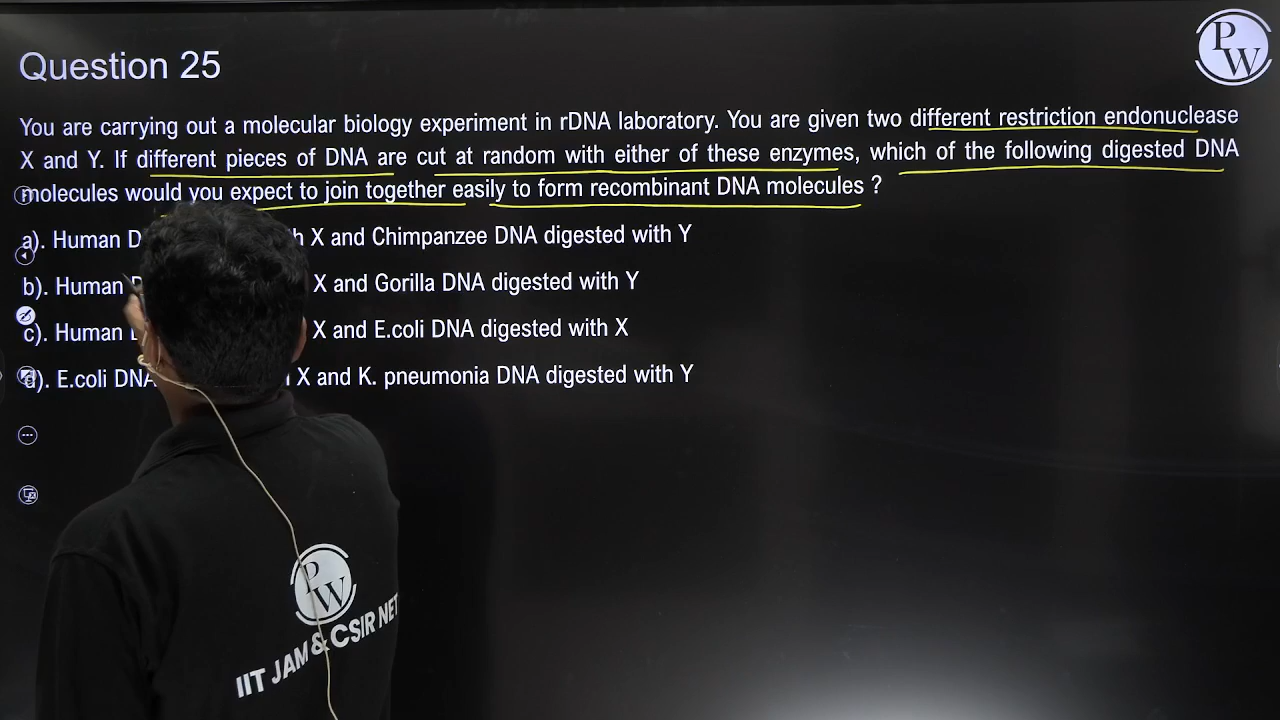 Question 25
PW
You are carrying out a molecular biology experiment in rDNA laboratory. You are given two different restriction endonuclease
X and Y. If different pieces of DNA are cut at random with either of these enzymes, which of the following digested DNA
molecules would you expect to join together easily to form recombinant DNA molecules ?
a). Human X and Chimpanzee DNA digested with Y
b). Human X and Gorilla DNA digested with Y
c). Human X and E.coli DNA digested with X
d). E.coli DNA X and K. pneumonia DNA digested with Y
PW
IIT JAM & CSIR NET